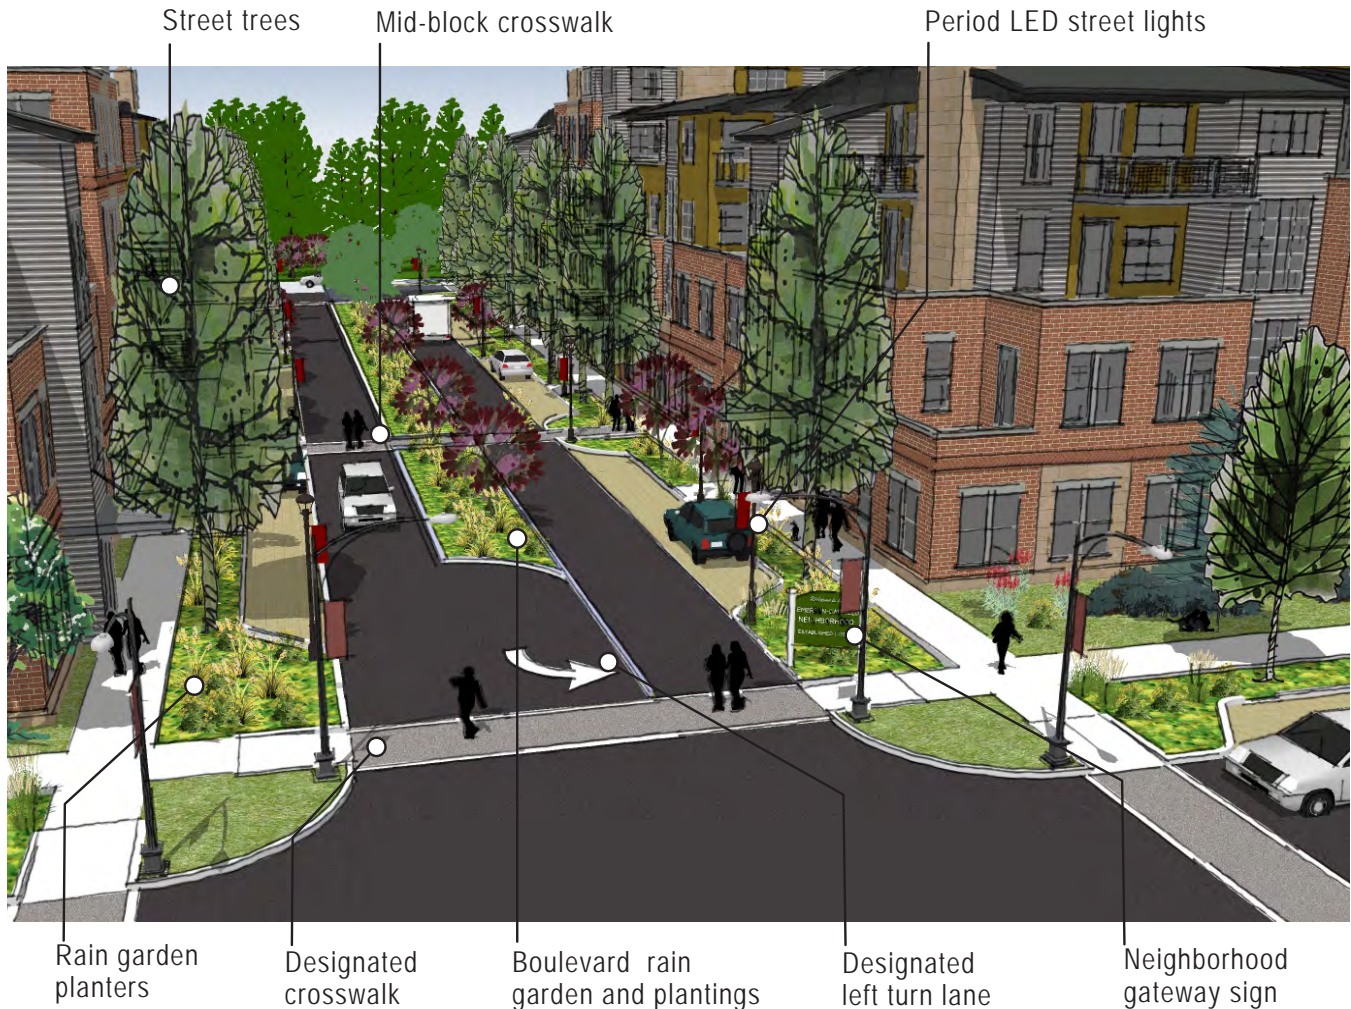 Street trees
Mid-block crosswalk
Period LED street lights
NEIGHBORHOOD
Rain garden
planters
Designated
crosswalk
Boulevard rain
garden and plantings
Designated
left turn lane
Neighborhood
gateway sign